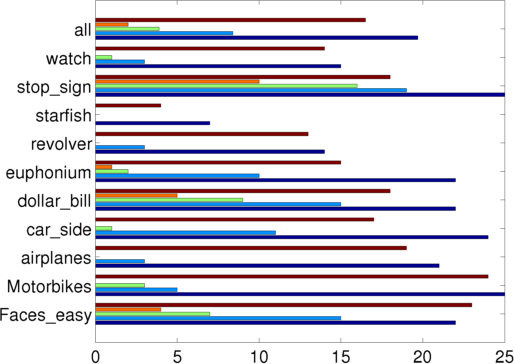 all
watch
stop_sign
starfish
revolver
euphonium
dollar_bill
car_side
airplanes
Motorbikes
Faces_easy
0 5 10 15 20 25